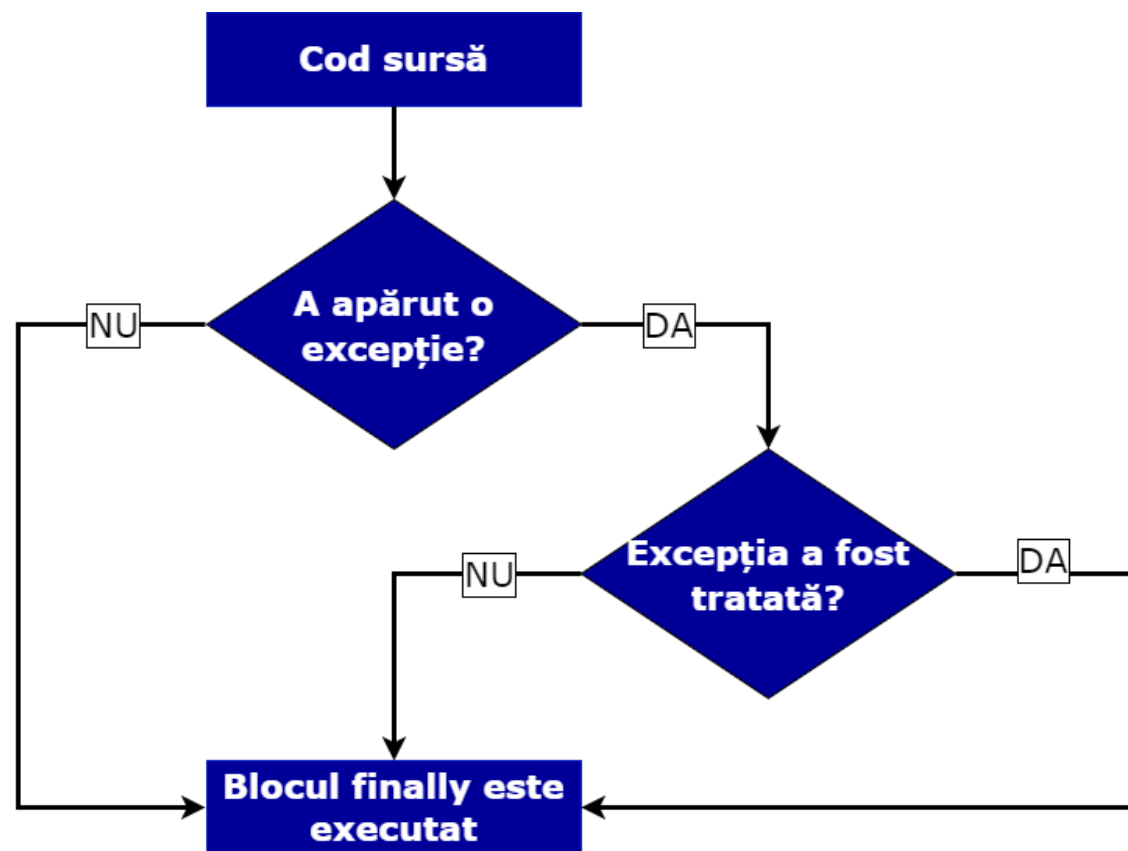 Cod sursă
A apărut o
excepție?
NU
DA
Excepția a fost
tratată?
NU
DA
Blocul finally este
executat